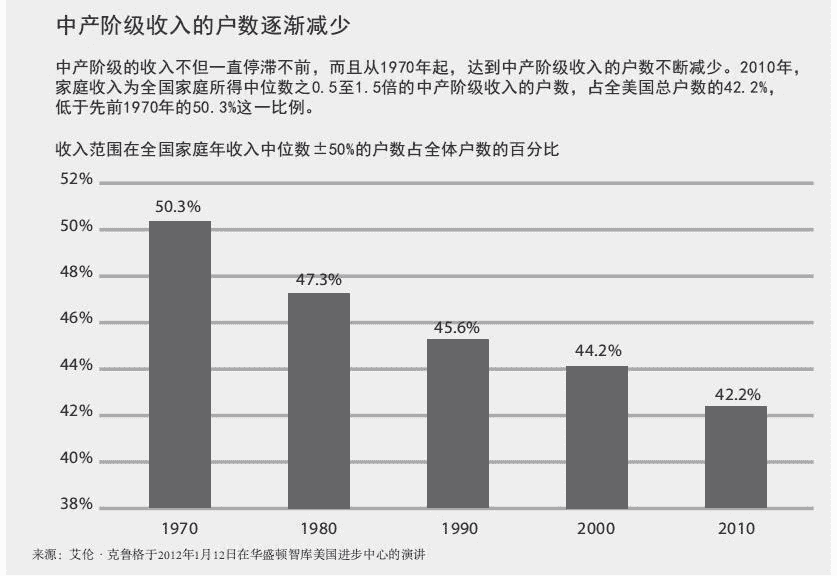 中产阶级收入的户数逐渐减少
中产阶级的收入不但一直停滞不前，而且从1970年起，达到中产阶级收入的户数不断减少。2010年，
家庭收入为全国家庭所得中位数之0.5至1.5倍的中产阶级收入的户数，占全美国总户数的42.2%，
低于先前1970年的50.3%这一比例。
收入范围在全国家庭年收入中位数±50%的户数占全体户数的百分比
52%
50.3%
50%
48%
47.3%
46%
45.6%
44.2%
44%
42.2%
42%
40%
38%
1970 1980 1990 2000 2010
来源：艾伦·克鲁格于2012年1月12日在华盛顿智库美国进步中心的演讲